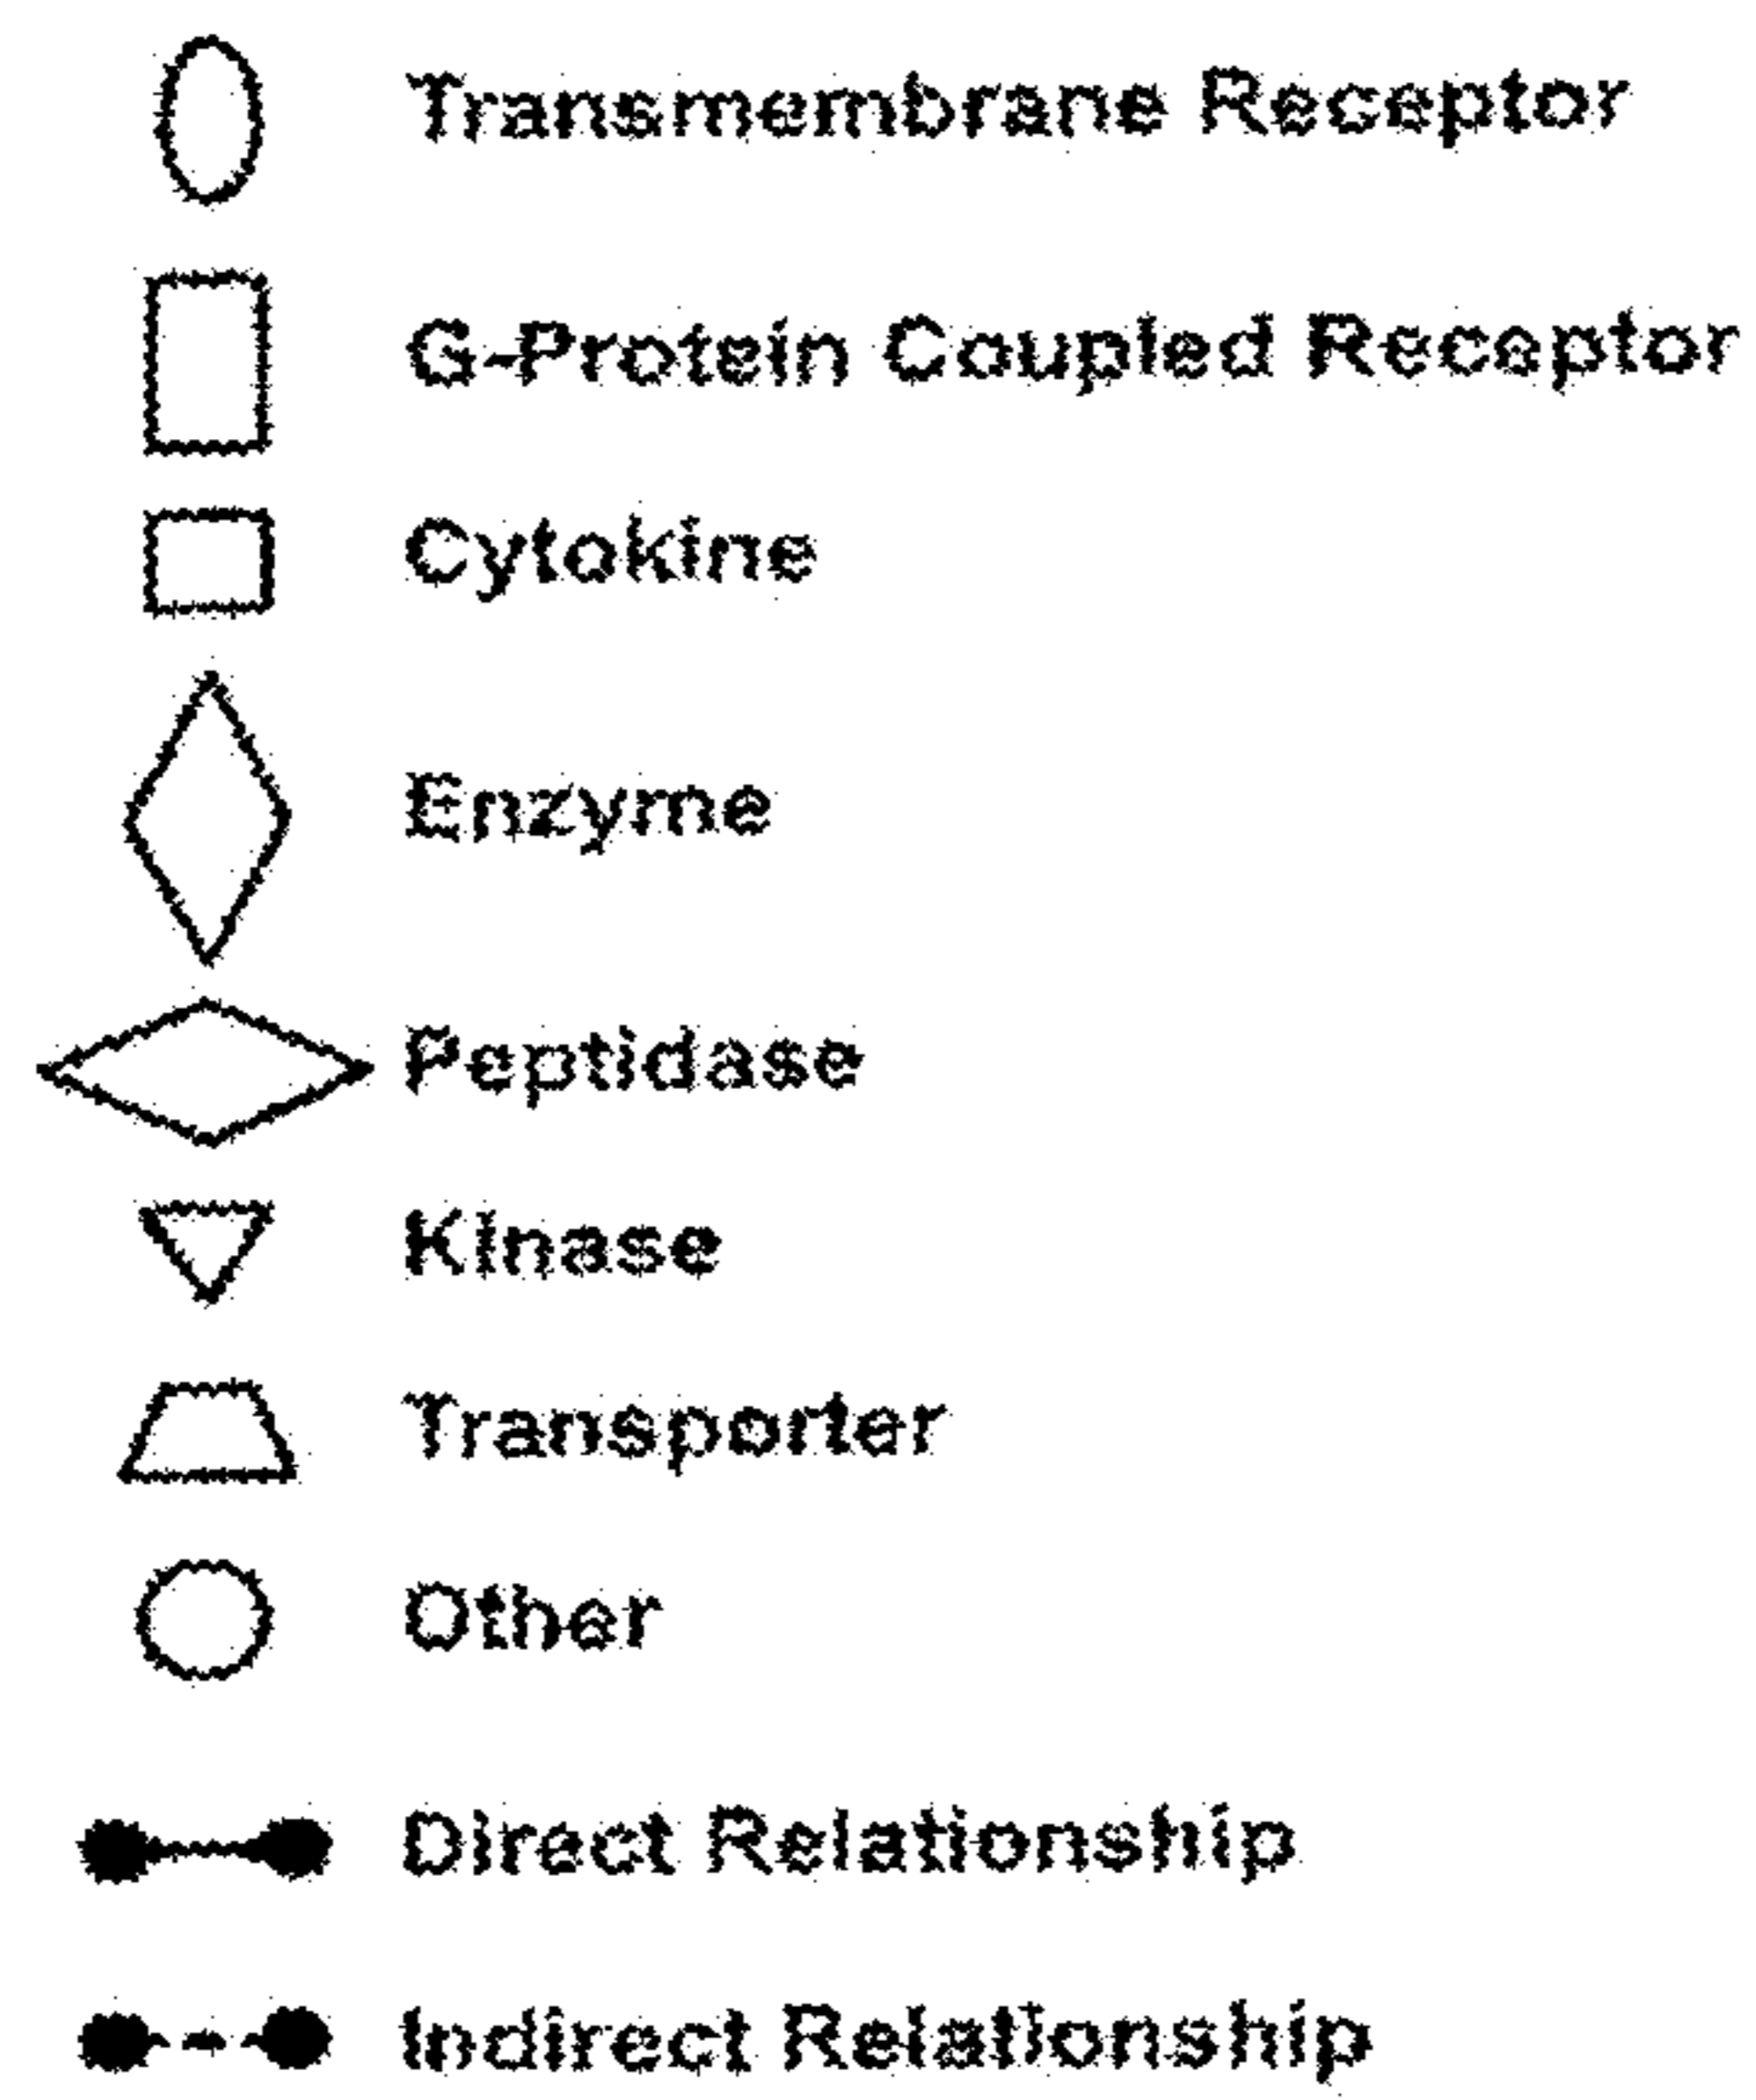 Transmembrane Receptor
G-Protein Coupled Receptor
Cytokine
Enzyme
Peptidase
Kinase
Transporter
Other
Direct Relationship
Indirect Relationship